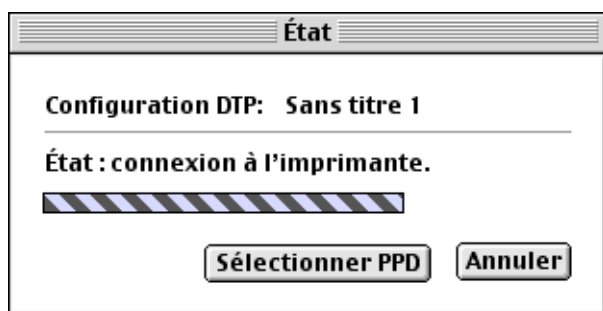 État
Configuration DTP: Sans titre 1
État : connexion à l'imprimante.
Sélectionner PPD
Annuler